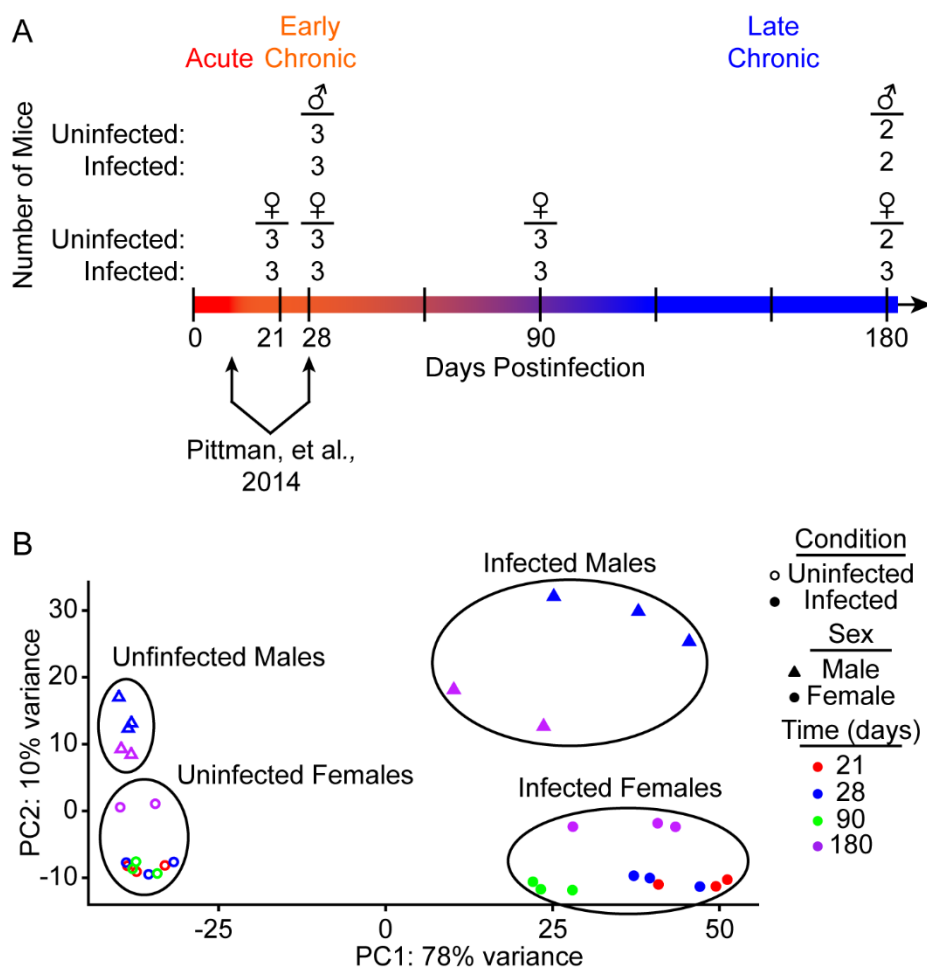 A
Acute
Early
Chronic
Late
Chronic
Number of Mice
♂ ♂
Uninfected: 3 2
Infected: 3 2
♀ ♀ ♀ ♀
Uninfected: 3 3 3 2
Infected: 3 3 3 3
0 21 28 90 180
Days Postinfection
Pittman, et al.,
2014
B
Infected Males
Unfinfected Males
Uninfected Females
Infected Females
PC2: 10% variance
30
20
10
0
-10
-25 0 25 50
PC1: 78% variance
Condition
Uninfected
Infected
Sex
Male
Female
Time (days)
21
28
90
180